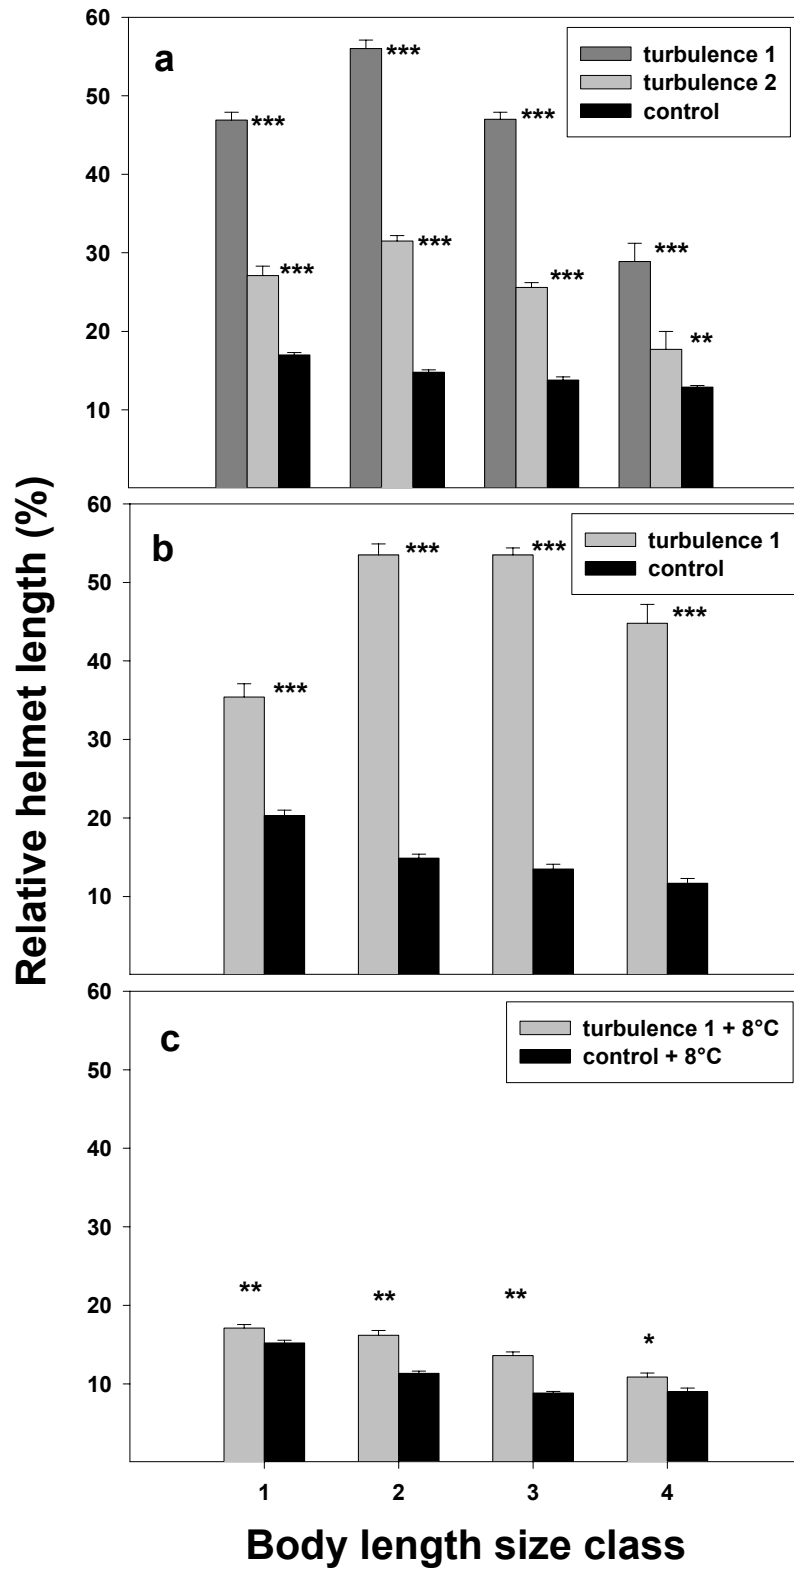 Relative helmet length (%)
60
50
40
30
20
10
a
turbulence 1
turbulence 2
control
***
***
***
***
***
***
***
**
60
50
40
30
20
10
b
turbulence 1
control
***
***
***
***
60
50
40
30
20
10
c
turbulence 1 + 8°C
control + 8°C
**
**
**
*
1 2 3 4
Body length size class